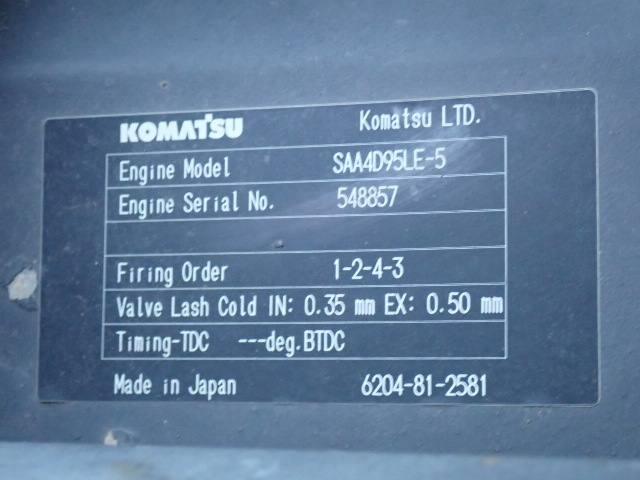 KOMATSU Komatsu LTD.
Engine Model SAA4D95LE-5
Engine Serial No. 548857
Firing Order 1-2-4-3
Valve Lash Cold IN: 0.35 mm EX: 0.50 mm
Timing-TDC ---deg.BTDC
Made in Japan 6204-81-2581